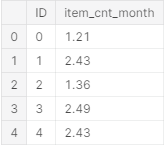 ID item_cnt_month
0 0 1.21
1 1 2.43
2 2 1.36
3 3 2.49
4 4 2.43